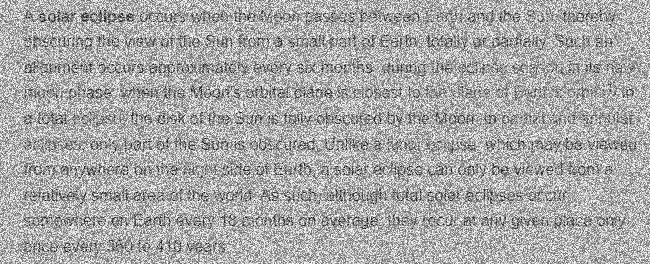 A solar eclipse occurs when the Moon passes between Earth and the Sun, thereby
obscuring the view of the Sun from a small part of Earth, totally or partially. Such an
alignment occurs approximately every six months, during the eclipse season in its new
moon phase, when the Moon's orbital plane is closest to the plane of Earth's orbit. In
a total eclipse, the disk of the Sun is fully obscured by the Moon. In partial and annular
eclipses, only part of the Sun is obscured. Unlike a lunar eclipse, which may be viewed
from anywhere on the night side of Earth, a solar eclipse can only be viewed from a
relatively small area of the world. As such, although total solar eclipses occur
somewhere on Earth every 18 months on average, they recur at any given place only
once every 360 to 410 years.